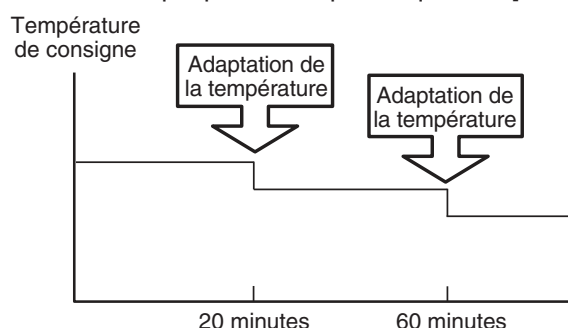 Température
de consigne
Adaptation de
la température
Adaptation de
la température
20 minutes
60 minutes